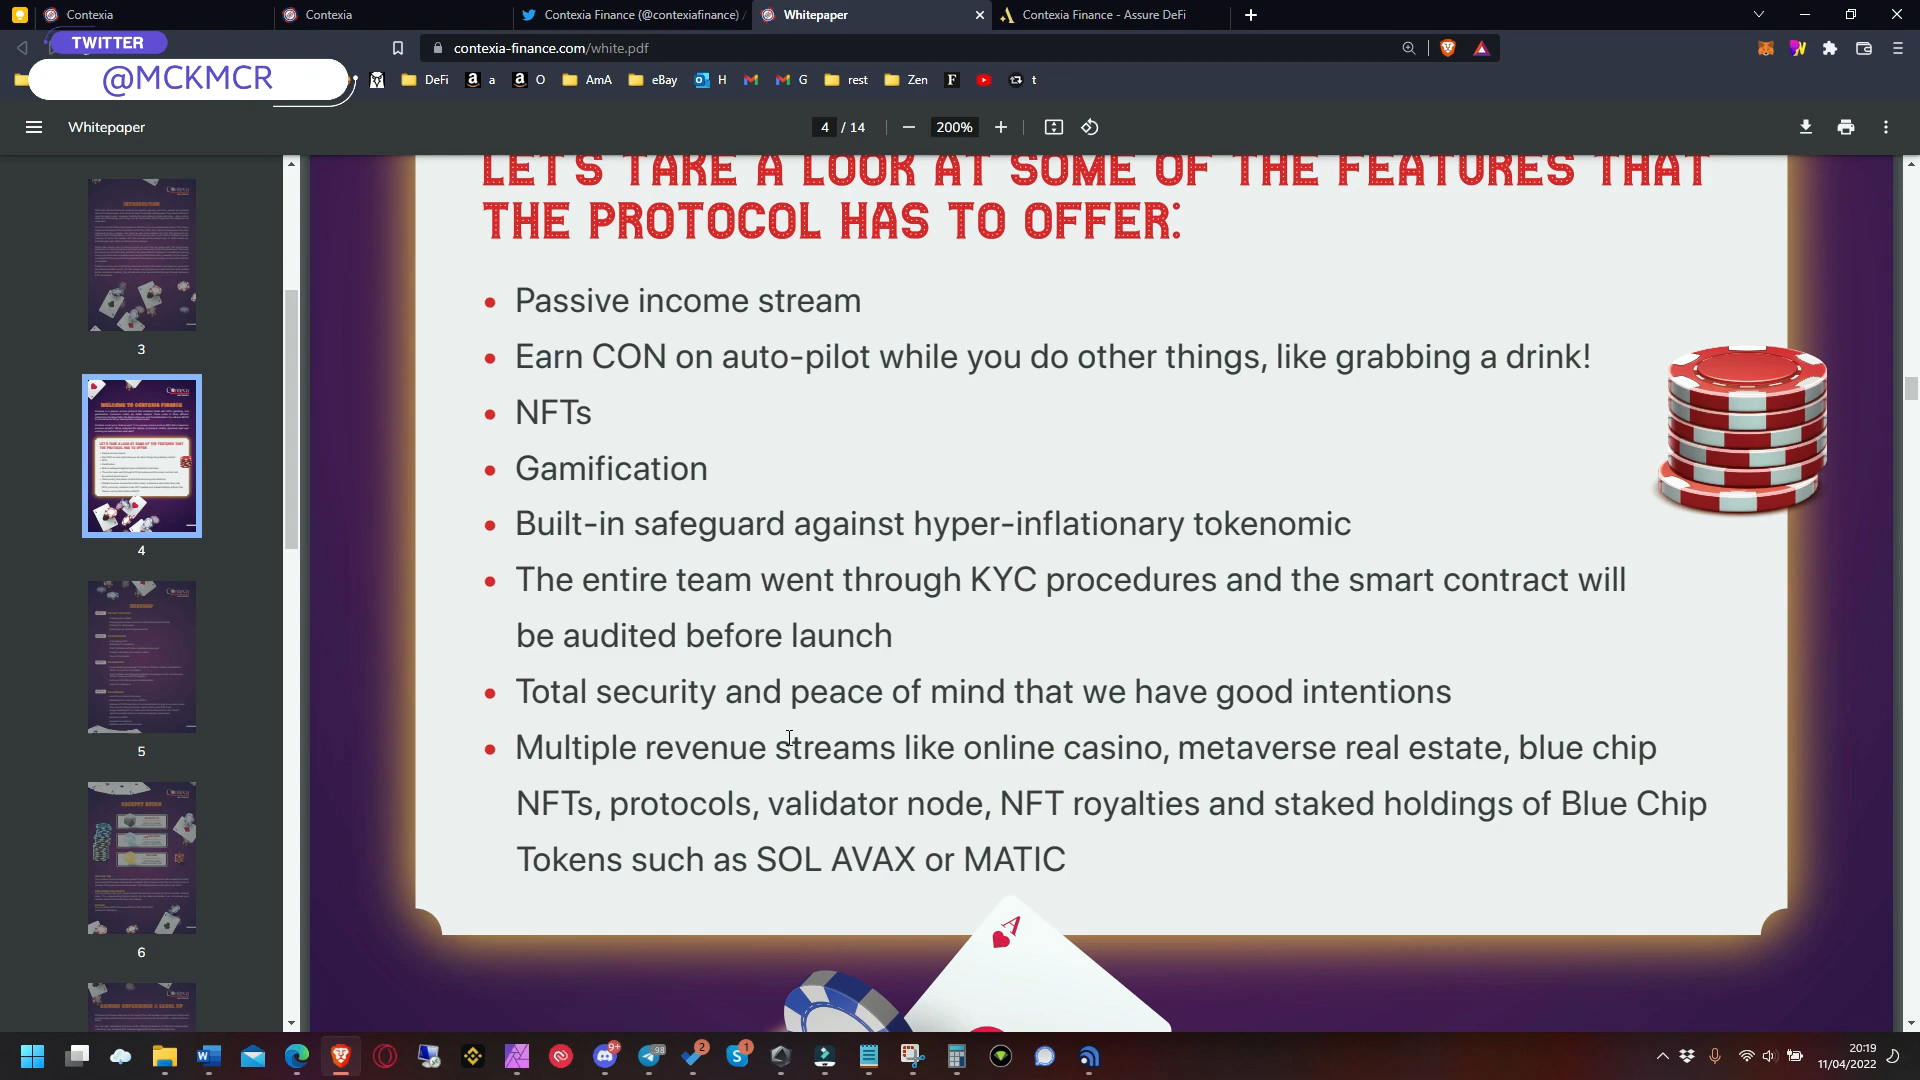 Contexia
Contexia
Contexia Finance (@contexiafinance) /
Whitepaper
Contexia Finance - Assure DeFi
TWITTER
@MCKMCR
contexia-finance.com/white.pdf
DeFi
a
O
AmA
eBay
H
G
rest
Zen
t
Whitepaper
4 / 14
200%
LET'S TAKE A LOOK AT SOME OF THE FEATURES THAT
THE PROTOCOL HAS TO OFFER:
• Passive income stream
• Earn CON on auto-pilot while you do other things, like grabbing a drink!
• NFTs
• Gamification
• Built-in safeguard against hyper-inflationary tokenomic
• The entire team went through KYC procedures and the smart contract will
be audited before launch
• Total security and peace of mind that we have good intentions
• Multiple revenue streams like online casino, metaverse real estate, blue chip
NFTs, protocols, validator node, NFT royalties and staked holdings of Blue Chip
Tokens such as SOL AVAX or MATIC
A
3
4
5
6
20:19
11/04/2022